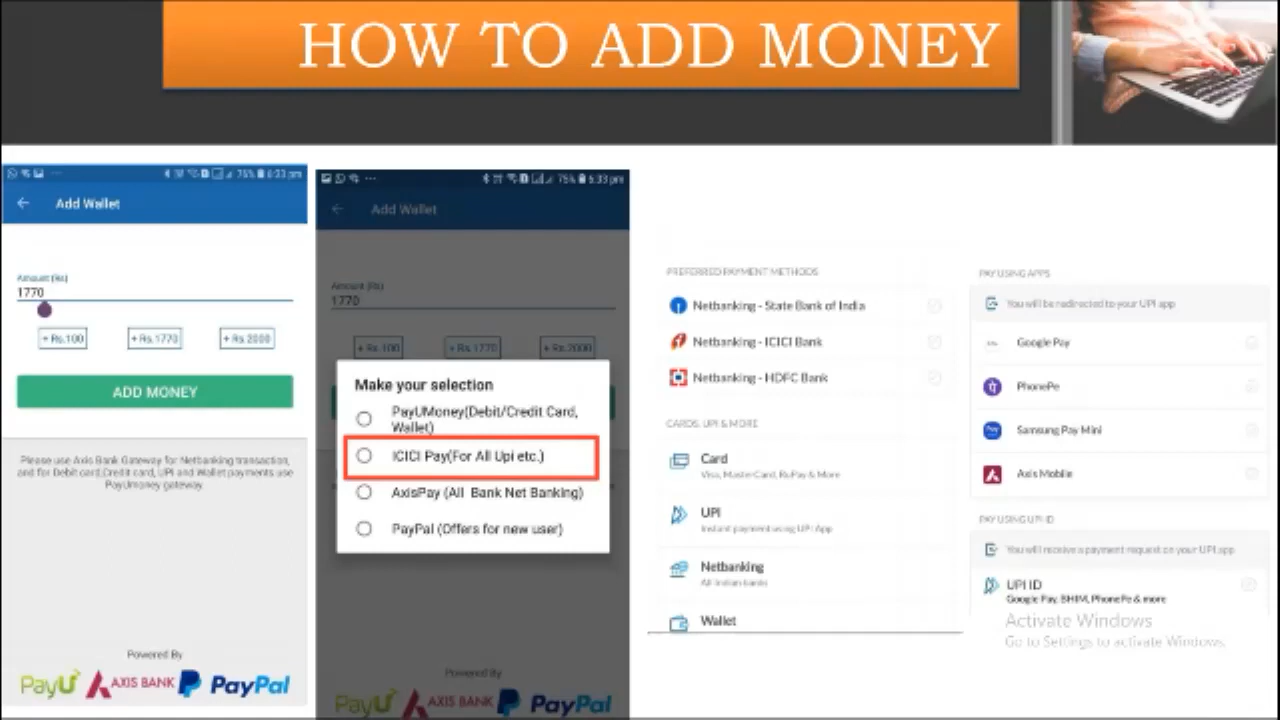 HOW TO ADD MONEY
75% 6:33 pm
Add Wallet
Amount (Rs)
1770
+ Rs.100
+ Rs.1770
+ Rs.2000
ADD MONEY
Please use Axis Bank Gateway for Netbanking transaction,
and for Debit card,Credit card, UPI and Wallet payments use
PayUmoney gateway.
Powered By
PayU
AXIS BANK
PayPal
75% 6:33 pm
Add Wallet
Amount (Rs)
1770
+ Rs.100
+ Rs.1770
+ Rs.2000
Make your selection
PayUMoney(Debit/Credit Card,
Wallet)
ICICI Pay(For All Upi etc.)
AxisPay (All Bank Net Banking)
PayPal (Offers for new user)
Powered By
PayU
AXIS BANK
PayPal
PREFERRED PAYMENT METHODS
Netbanking - State Bank of India
Netbanking - ICICI Bank
Netbanking - HDFC Bank
CARDS, UPI & MORE
Card
Visa, MasterCard, RuPay & More
UPI
Instant payment using UPI App
Netbanking
All Indian banks
Wallet
PAY USING APPS
You will be redirected to your UPI app
Google Pay
PhonePe
Samsung Pay Mini
Axis Mobile
PAY USING UPI ID
You will receive a payment request on your UPI app
UPI ID
Google Pay, BHIM, PhonePe & more
Activate Windows
Go to Settings to activate Windows.